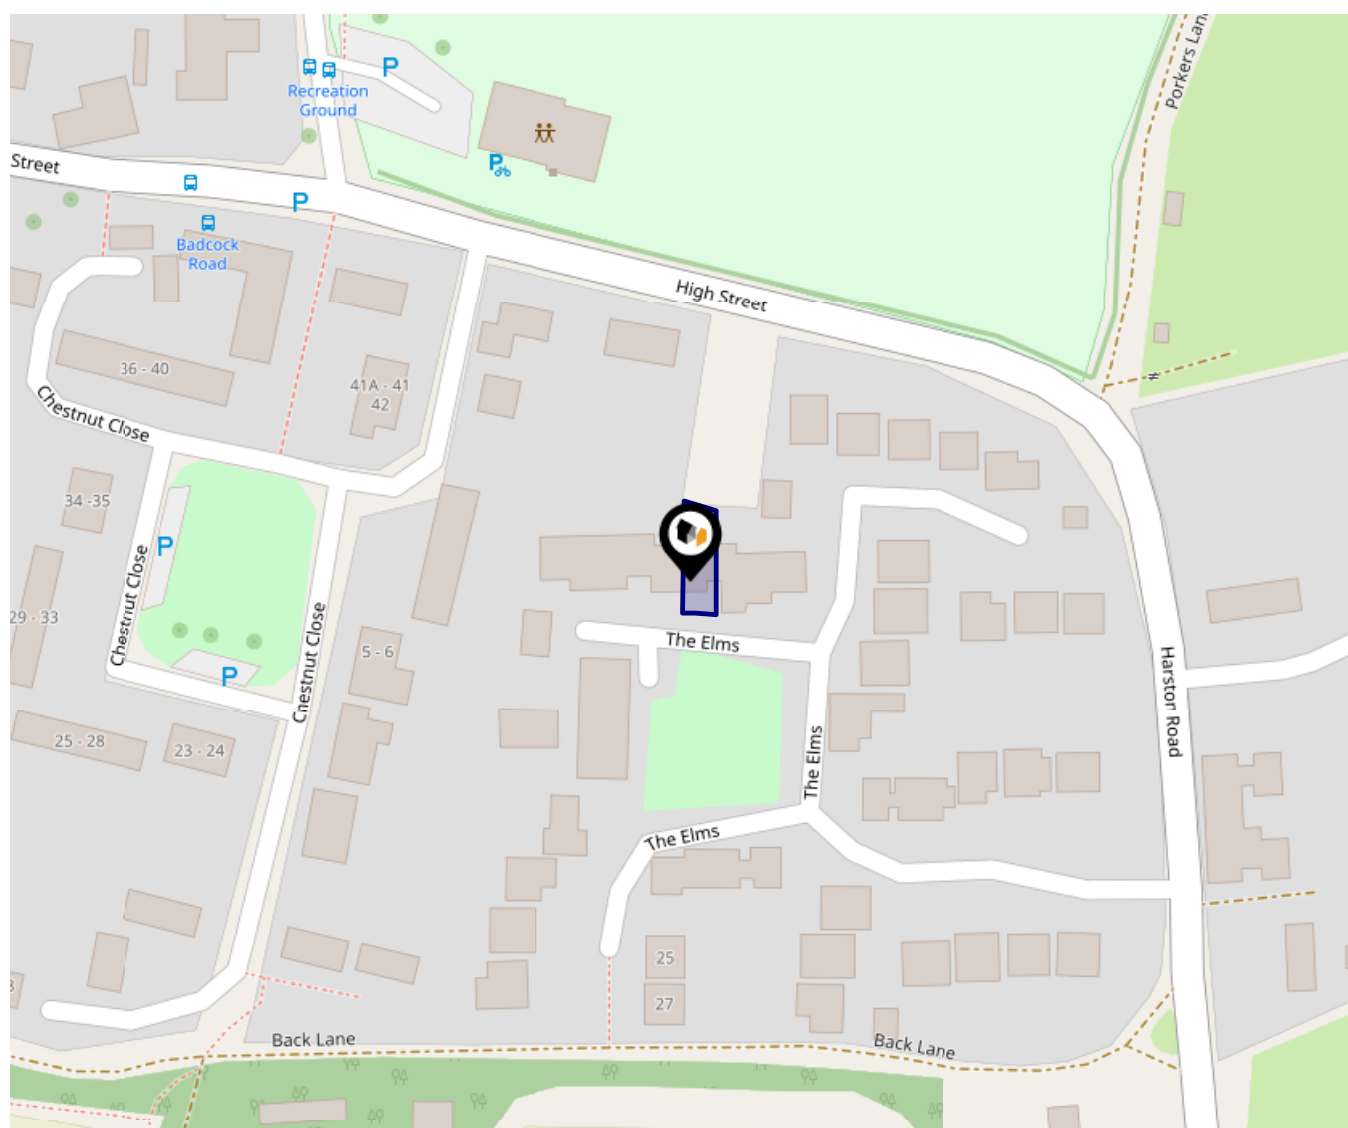 Porkers Lane
P
Recreation
Ground
P
Street
P
Badcock
Road
High Street
36 - 40
41A - 41
42
Chestnut Close
34 -35
P
Chestnut Close
29 - 33
Chestnut Close
The Elms
5 - 6
P
Harston Road
25 - 28
23 - 24
The Elms
The Elms
25
27
Back Lane
Back Lane